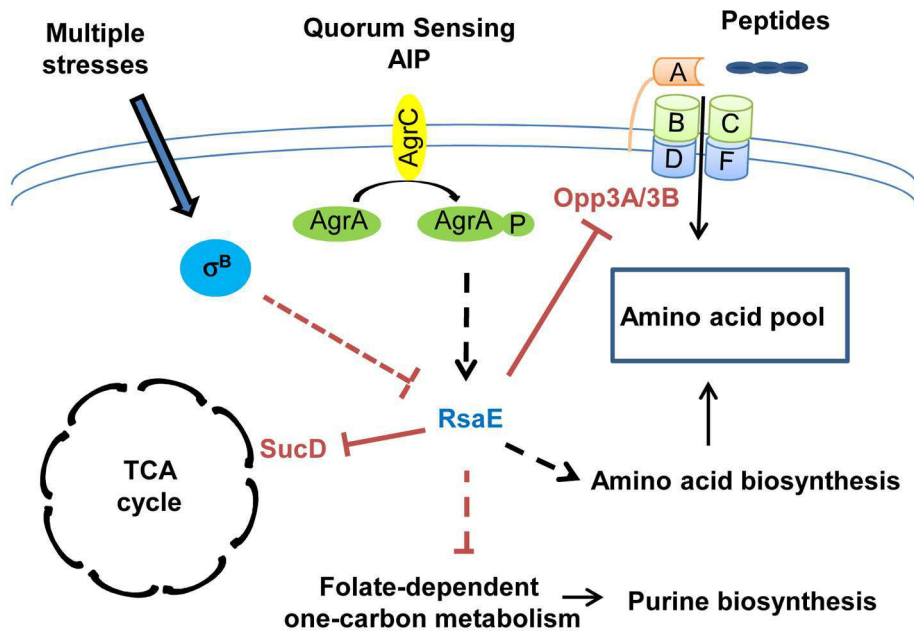 Multiple
stresses
Quorum Sensing
AIP
Peptides
A
B
C
D
F
AgrC
AgrA
AgrA
P
Opp3A/3B
σB
Amino acid pool
RsaE
SucD
TCA
cycle
Amino acid biosynthesis
Folate-dependent
one-carbon metabolism
Purine biosynthesis